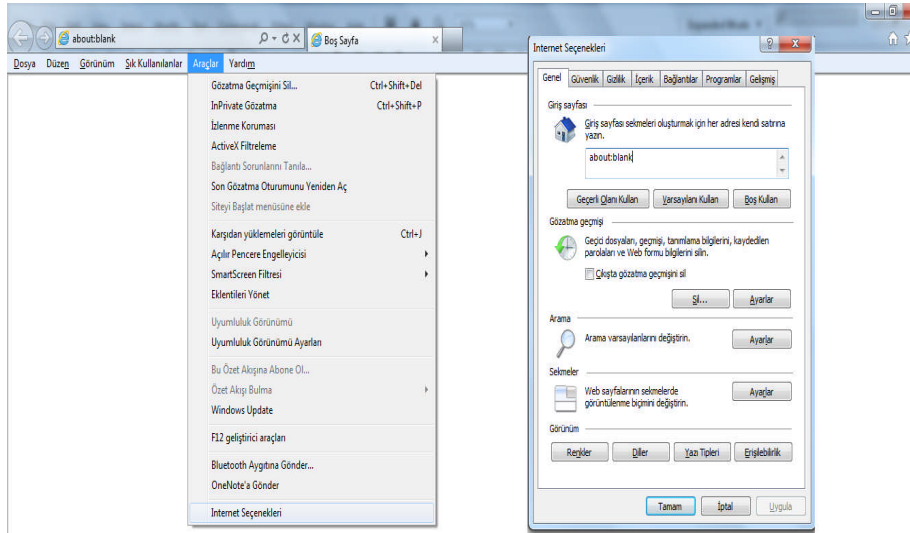 about:blank
Boş Sayfa
Dosya Düzen Görünüm Sık Kullanılanlar Araçlar Yardım
Gözatma Geçmişini Sil... Ctrl+Shift+Del
InPrivate Gözatma Ctrl+Shift+P
İzlenme Koruması
ActiveX Filtreleme
Bağlantı Sorunlarını Tanıla...
Son Gözatma Oturumunu Yeniden Aç
Siteyi Başlat menüsüne ekle
Karşıdan yüklemeleri görüntüle Ctrl+J
Açılır Pencere Engelleyicisi
SmartScreen Filtresi
Eklentileri Yönet
Uyumluluk Görünümü
Uyumluluk Görünümü Ayarları
Bu Özet Akışına Abone Ol...
Özet Akışı Bulma
Windows Update
F12 geliştirici araçları
Bluetooth Aygıtına Gönder...
OneNote'a Gönder
Internet Seçenekleri
Internet Seçenekleri
Genel Güvenlik Gizlilik İçerik Bağlantılar Programlar Gelişmiş
Giriş sayfası
Giriş sayfası sekmeleri oluşturmak için her adresi kendi satırına
yazın.
about:blank
Geçerli Olanı Kullan Varsayılanı Kullan Boş Kullan
Gözatma geçmişi
Geçici dosyaları, geçmişi, tanımlama bilgilerini, kaydedilen
parolaları ve Web formu bilgilerini silin.
Çıkışta gözatma geçmişini sil
Sil... Ayarlar
Arama
Arama varsayılanlarını değiştirin. Ayarlar
Sekmeler
Web sayfalarının sekmelerde
görüntülenme biçimini değiştirin.
Ayarlar
Görünüm
Renkler Diller Yazı Tipleri Erişilebilirlik
Tamam İptal Uygula